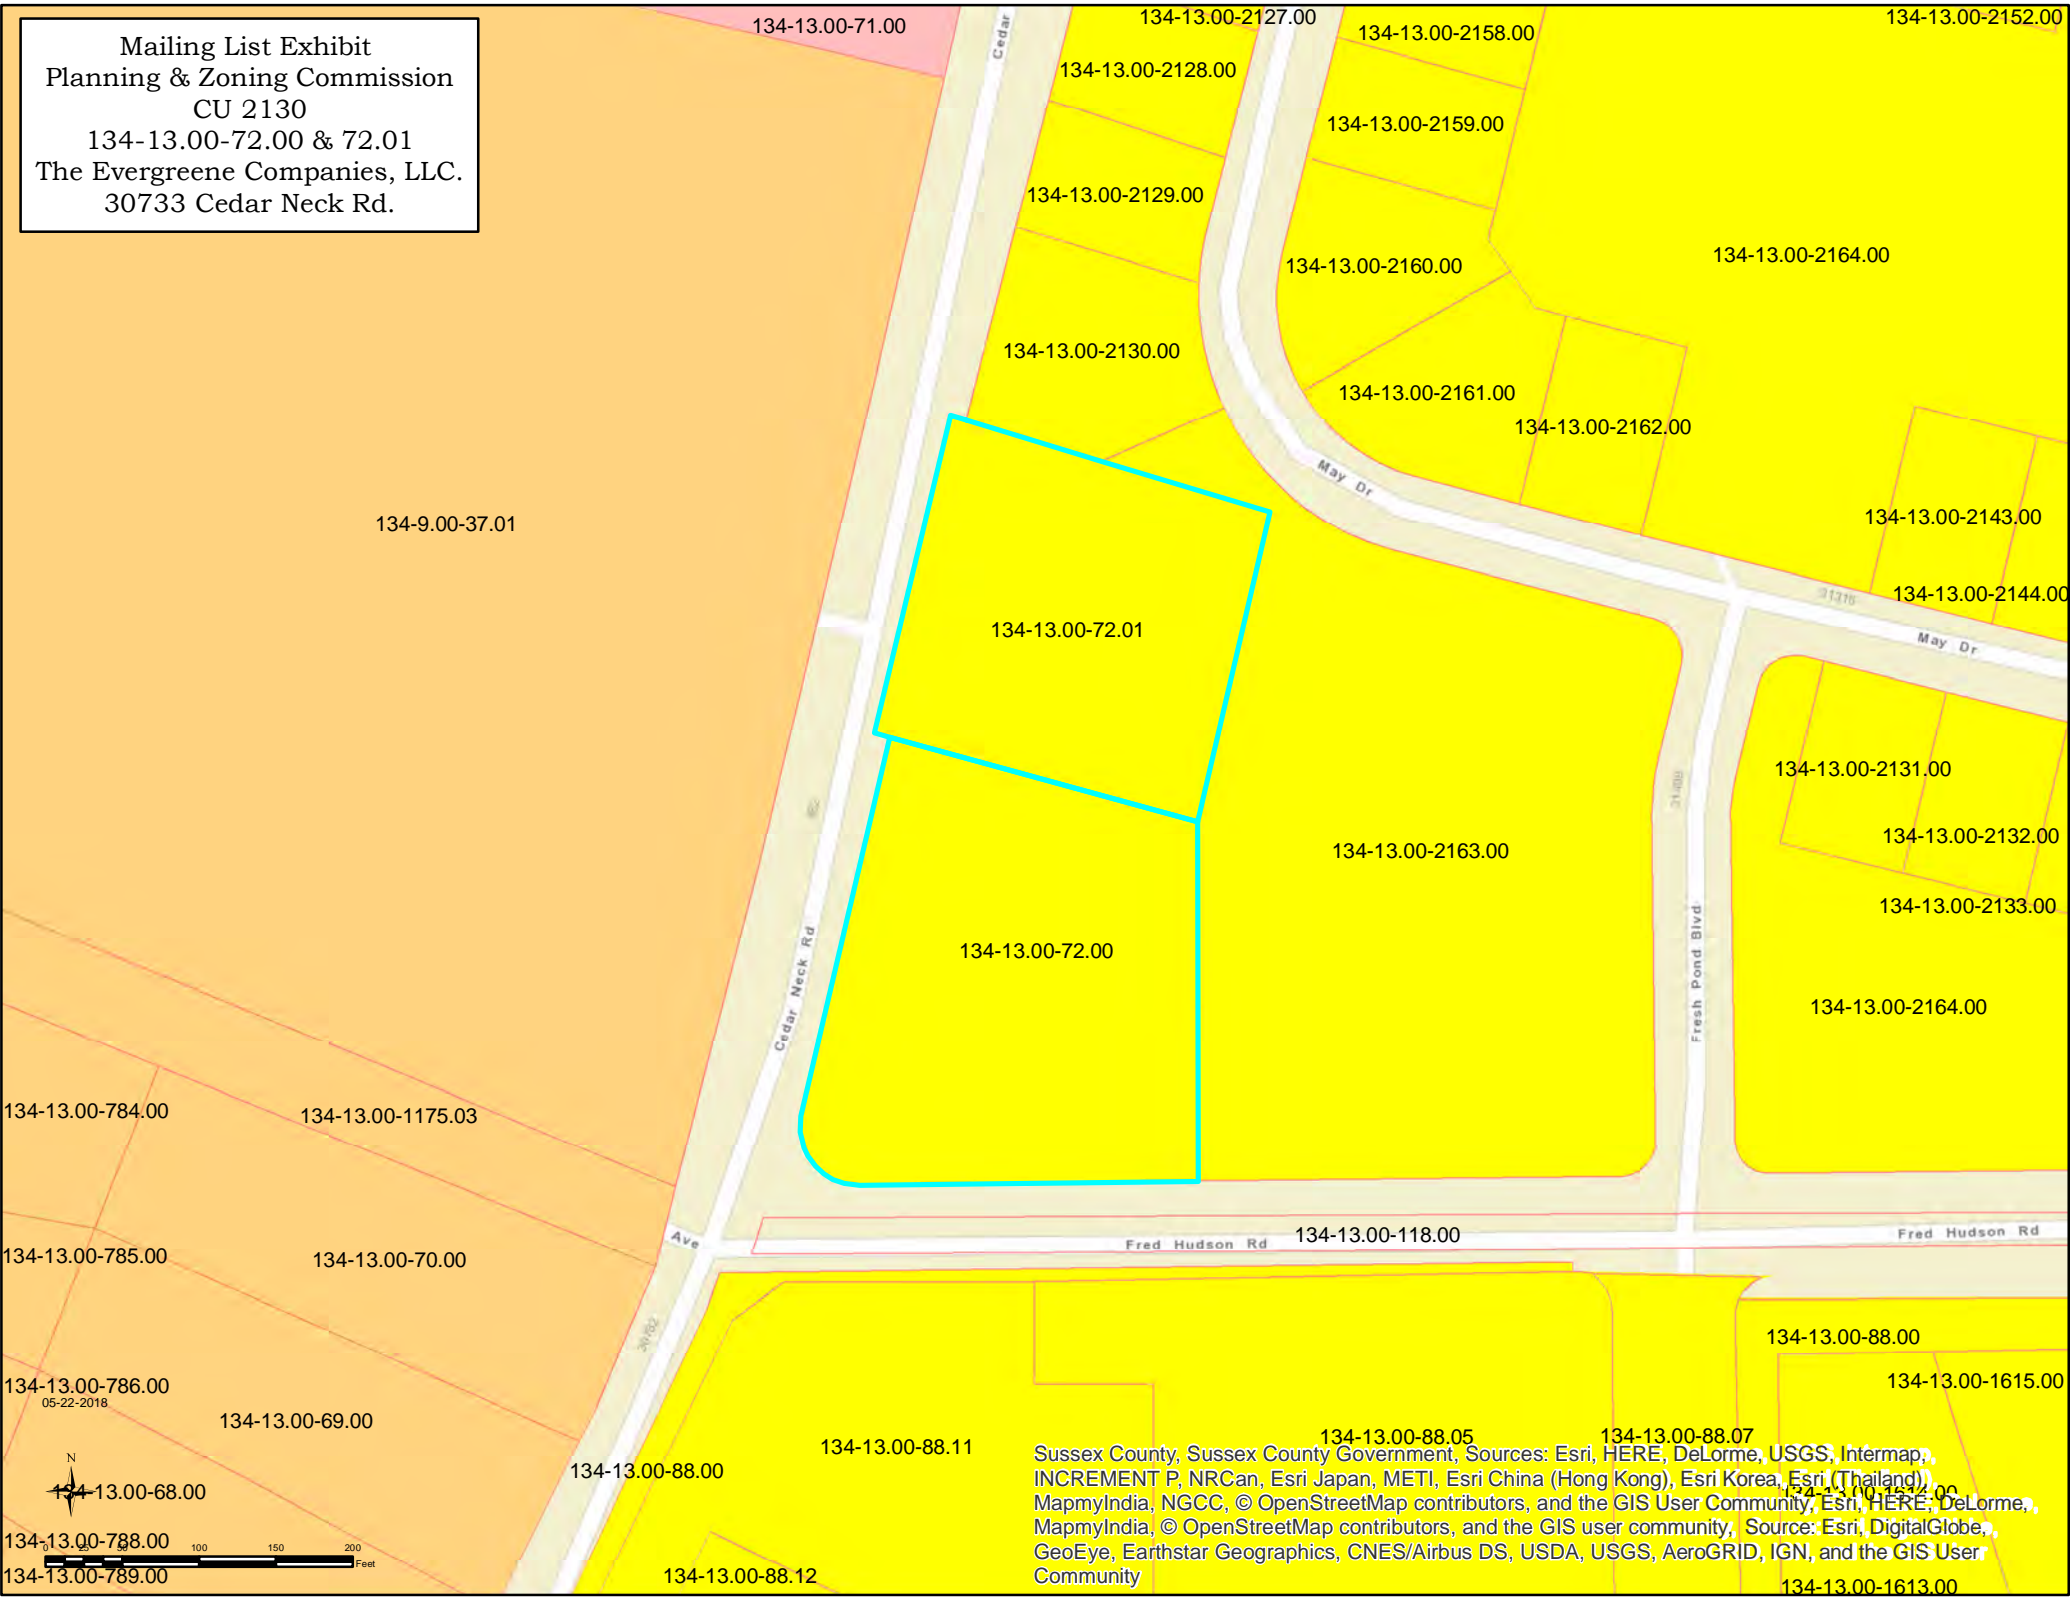 Mailing List Exhibit
Planning & Zoning Commission
CU 2130
134-13.00-72.00 & 72.01
The Evergreene Companies, LLC.
30733 Cedar Neck Rd.
134-13.00-71.00
Cedar
134-13.00-2127.00
134-13.00-2158.00
134-13.00-2152.00
134-13.00-2128.00
134-13.00-2159.00
134-13.00-2129.00
134-13.00-2160.00
134-13.00-2164.00
134-13.00-2130.00
134-13.00-2161.00
134-13.00-2162.00
May Dr
134-9.00-37.01
134-13.00-2143.00
134-13.00-2144.00
31315
May Dr
134-13.00-72.01
134-13.00-2131.00
134-13.00-2132.00
134-13.00-2163.00
134-13.00-2133.00
Cedar Neck Rd
134-13.00-72.00
Fresh Pond Blvd
134-13.00-2164.00
134-13.00-784.00
134-13.00-1175.03
134-13.00-785.00
134-13.00-70.00
Ave
Fred Hudson Rd
134-13.00-118.00
Fred Hudson Rd
134-13.00-88.00
134-13.00-786.00
05-22-2018
134-13.00-1615.00
134-13.00-69.00
134-13.00-88.11
134-13.00-88.05
134-13.00-88.07
134-13.00-88.00
N
134-13.00-68.00
134-13.00-1614.00
134-13.00-788.00
0 25 50 100 150 200
Feet
134-13.00-789.00
134-13.00-88.12
134-13.00-1613.00
Sussex County, Sussex County Government, Sources: Esri, HERE, DeLorme, USGS, Intermap,
INCREMENT P, NRCan, Esri Japan, METI, Esri China (Hong Kong), Esri Korea, Esri (Thailand),
MapmyIndia, NGCC, © OpenStreetMap contributors, and the GIS User Community, Esri, HERE, DeLorme,
MapmyIndia, © OpenStreetMap contributors, and the GIS user community, Source: Esri, DigitalGlobe,
GeoEye, Earthstar Geographics, CNES/Airbus DS, USDA, USGS, AeroGRID, IGN, and the GIS User
Community